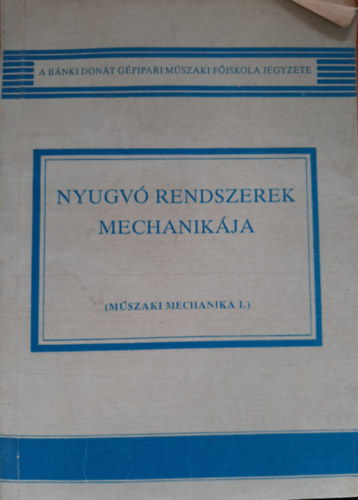 A BÁNKI DONÁT GÉPIPARI MŰSZAKI FŐISKOLA JEGYZETE
NYUGVÓ RENDSZEREK
MECHANIKÁJA
(MŰSZAKI MECHANIKA I.)